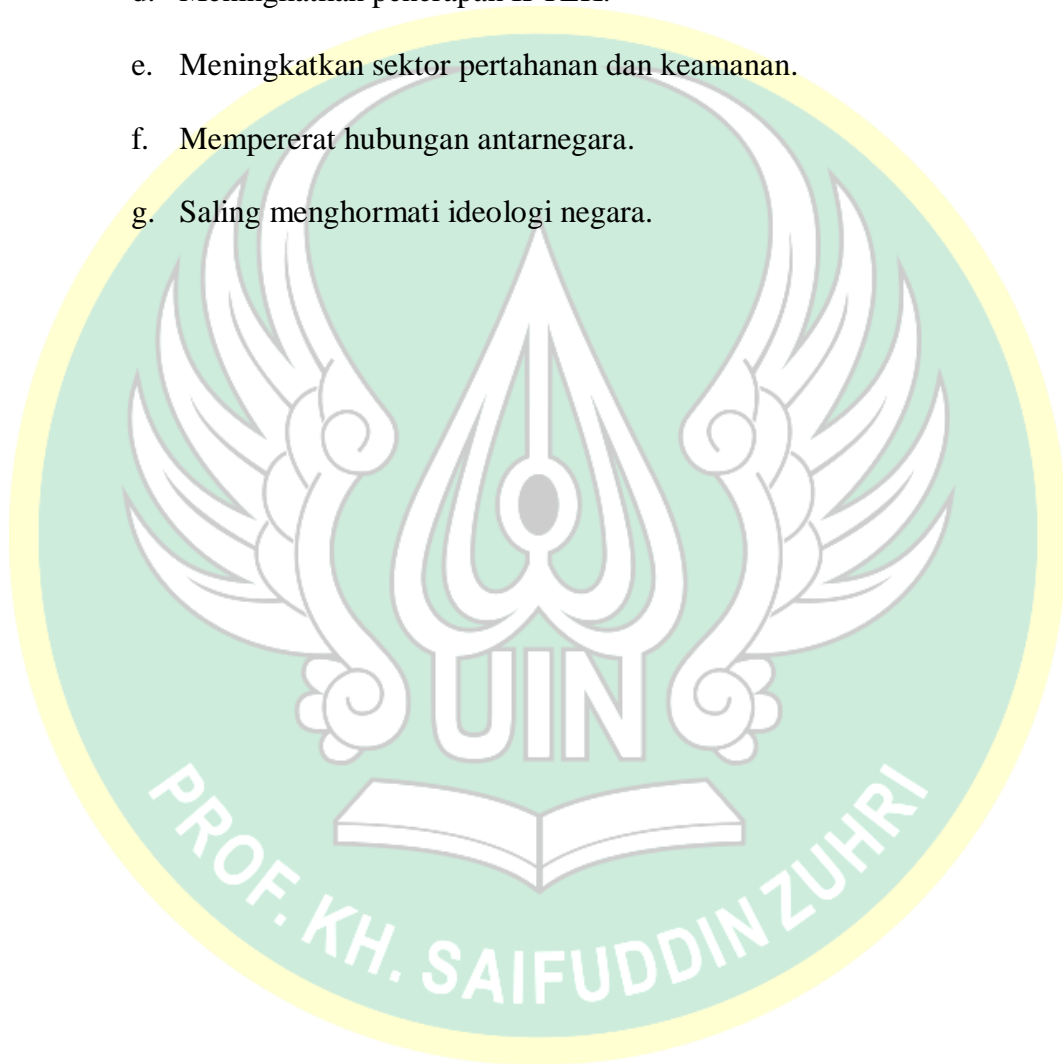 e. Meningkatkan sektor pertahanan dan keamanan.
f. Mempererat hubungan antarnegara.
g. Saling menghormati ideologi negara.
UIN
PROF. KH. SAIFUDDIN ZUHRI